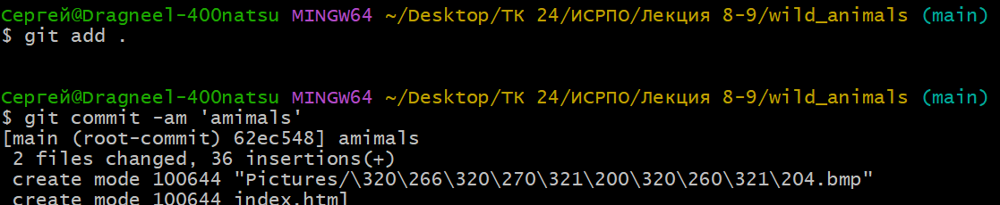 Сергей@Dragneel-400natsu MINGW64 ~/Desktop/ТК 24/ИСРПО/Лекция 8-9/wild_animals (main)
$ git add .
Сергей@Dragneel-400natsu MINGW64 ~/Desktop/ТК 24/ИСРПО/Лекция 8-9/wild_animals (main)
$ git commit -am 'amimals'
[main (root-commit) 62ec548] amimals
2 files changed, 36 insertions(+)
create mode 100644 "Pictures/\320\266\320\270\321\200\320\260\321\204.bmp"
create mode 100644 index.html